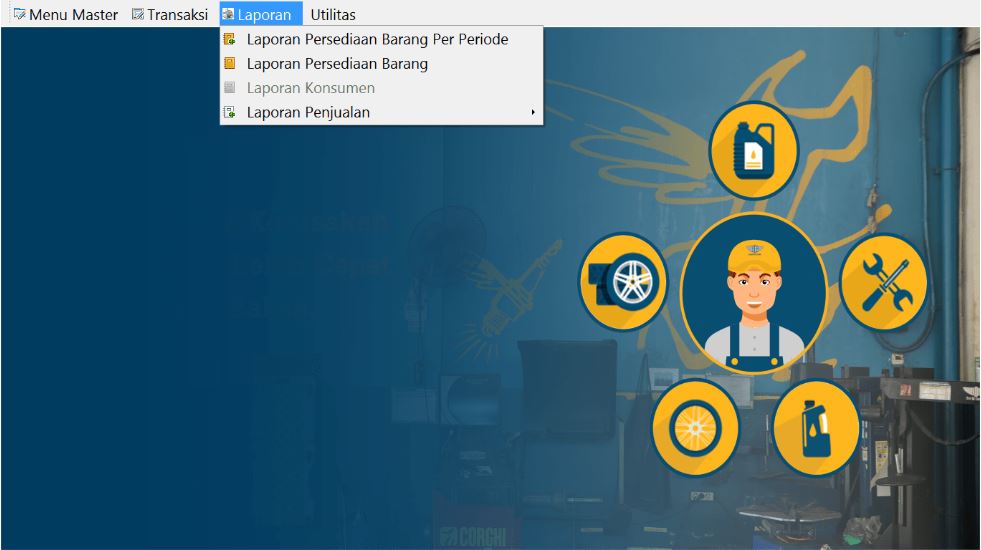 Menu Master Transaksi Laporan Utilitas
Laporan Persediaan Barang Per Periode
Laporan Persediaan Barang
Laporan Konsumen
Laporan Penjualan
CORGHI